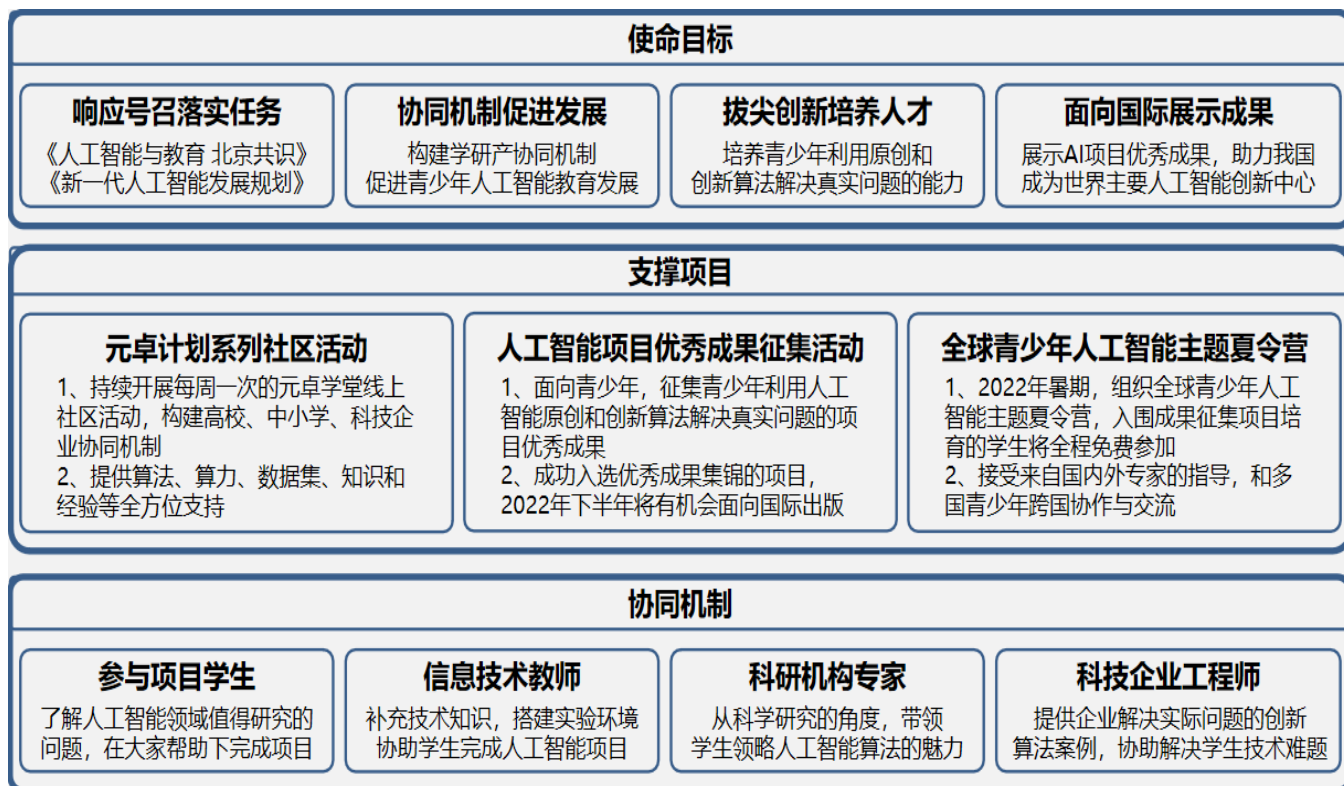 使命目标
响应号召落实任务
《人工智能与教育 北京共识》
《新一代人工智能发展规划》
协同机制促进发展
构建学研产协同机制
促进青少年人工智能教育发展
拔尖创新培养人才
培养青少年利用原创和
创新算法解决真实问题的能力
面向国际展示成果
展示AI项目优秀成果，助力我国
成为世界主要人工智能创新中心
支撑项目
元卓计划系列社区活动
1、持续开展每周一次的元卓学堂线上
社区活动，构建高校、中小学、科技企
业协同机制
2、提供算法、算力、数据集、知识和
经验等全方位支持
人工智能项目优秀成果征集活动
1、面向青少年，征集青少年利用人工
智能原创和创新算法解决真实问题的项
目优秀成果
2、成功入选优秀成果集锦的项目，
2022年下半年将有机会面向国际出版
全球青少年人工智能主题夏令营
1、2022年暑期，组织全球青少年人工
智能主题夏令营，入围成果征集项目培
育的学生将全程免费参加
2、接受来自国内外专家的指导，和多
国青少年跨国协作与交流
协同机制
参与项目学生
了解人工智能领域值得研究的
问题，在大家帮助下完成项目
信息技术教师
补充技术知识，搭建实验环境
协助学生完成人工智能项目
科研机构专家
从科学研究的角度，带领
学生领略人工智能算法的魅力
科技企业工程师
提供企业解决实际问题的创新
算法案例，协助解决学生技术难题